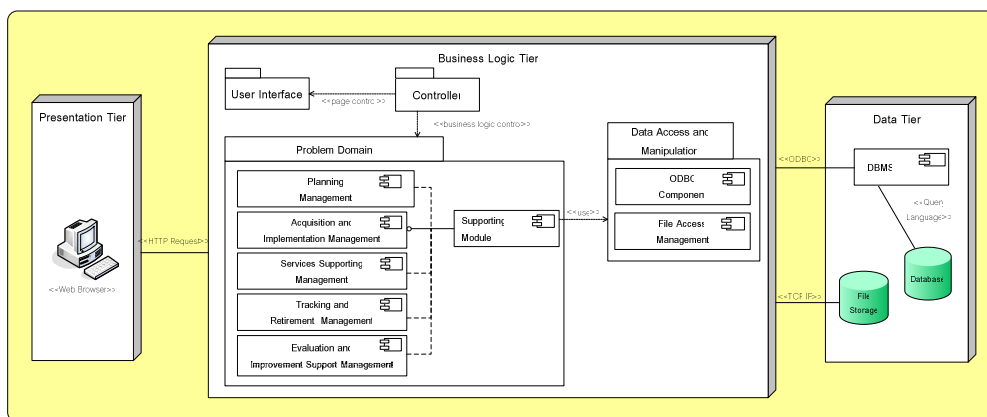 Business Logic Tier
Presentation Tier
<<Web Browser>>
<<HTTP Request>>
User Interface
<<page contro>>
Controller
<<business logic contro>>
Problem Domain
Planning
Management
Acquisition and
Implementation Management
Services Supporting
Management
Tracking and
Retirement Management
Evaluation and
Improvement Support Management
Supporting
Module
<<use>>
Data Access and
Manipulation
ODBC
Component
File Access
Management
<<ODBC>>
<<TCP/IP>>
Data Tier
DBMS
<<Query
Language>>
Database
File
Storage